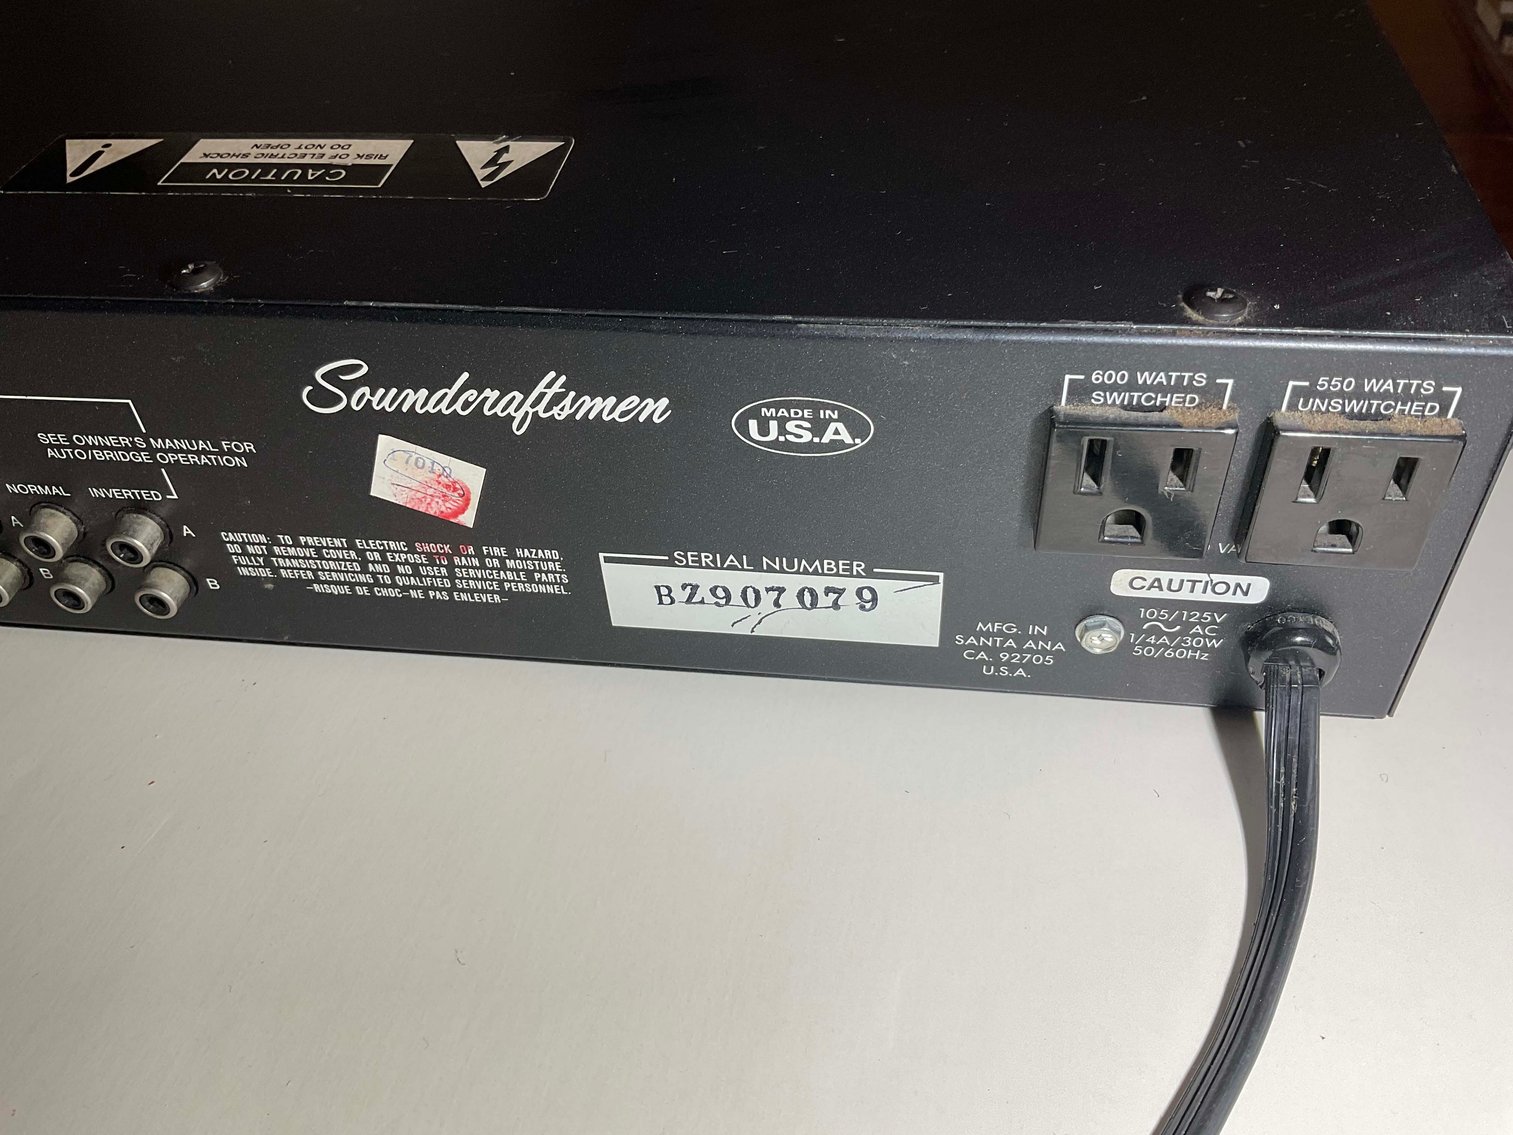 CAUTION
RISK OF ELECTRIC SHOCK
DO NOT OPEN
Soundcraftsmen
MADE IN
U.S.A.
600 WATTS
SWITCHED
550 WATTS
UNSWITCHED
SEE OWNER'S MANUAL FOR
AUTO/BRIDGE OPERATION
NORMAL
INVERTED
A
A
B
B
CAUTION: TO PREVENT ELECTRIC SHOCK OR FIRE HAZARD,
DO NOT REMOVE COVER, OR EXPOSE TO RAIN OR MOISTURE.
FULLY TRANSISTORIZED AND NO USER SERVICEABLE PARTS
INSIDE. REFER SERVICING TO QUALIFIED SERVICE PERSONNEL.
–RISQUE DE CHOC–NE PAS ENLEVER–
SERIAL NUMBER
BZ907079
MFG. IN
SANTA ANA
CA. 92705
U.S.A.
CAUTION
105/125V
～ AC
1/4A/30W
50/60Hz